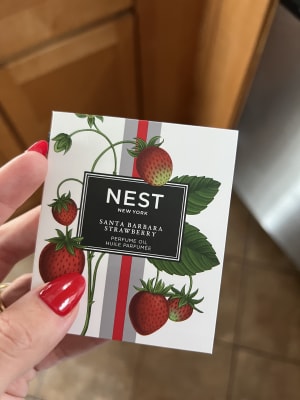 NEST
NEW YORK
SANTA BARBARA
STRAWBERRY
PERFUME OIL
HUILE PARFUMÉE